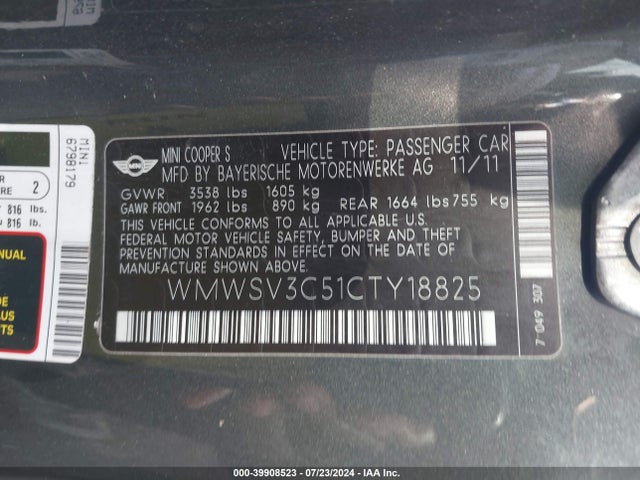 MINI
6798179
2
816 lbs.
816 lb.
MANUAL
MINI COOPER S VEHICLE TYPE: PASSENGER CAR
MFD BY BAYERISCHE MOTORENWERKE AG 11/11
GVWR 3538 lbs 1605 kg
GAWR FRONT 1962 lbs 890 kg REAR 1664 lbs 755 kg
THIS VEHICLE CONFORMS TO ALL APPLICABLE U.S.
FEDERAL MOTOR VEHICLE SAFETY, BUMPER AND THEFT
PREVENTION STANDARDS IN EFFECT ON THE DATE OF
MANUFACTURE SHOWN ABOVE.
WMWSV3C51CTY18825
7 049 307
000-39908523 / 07/23/2024 / IAA Inc.